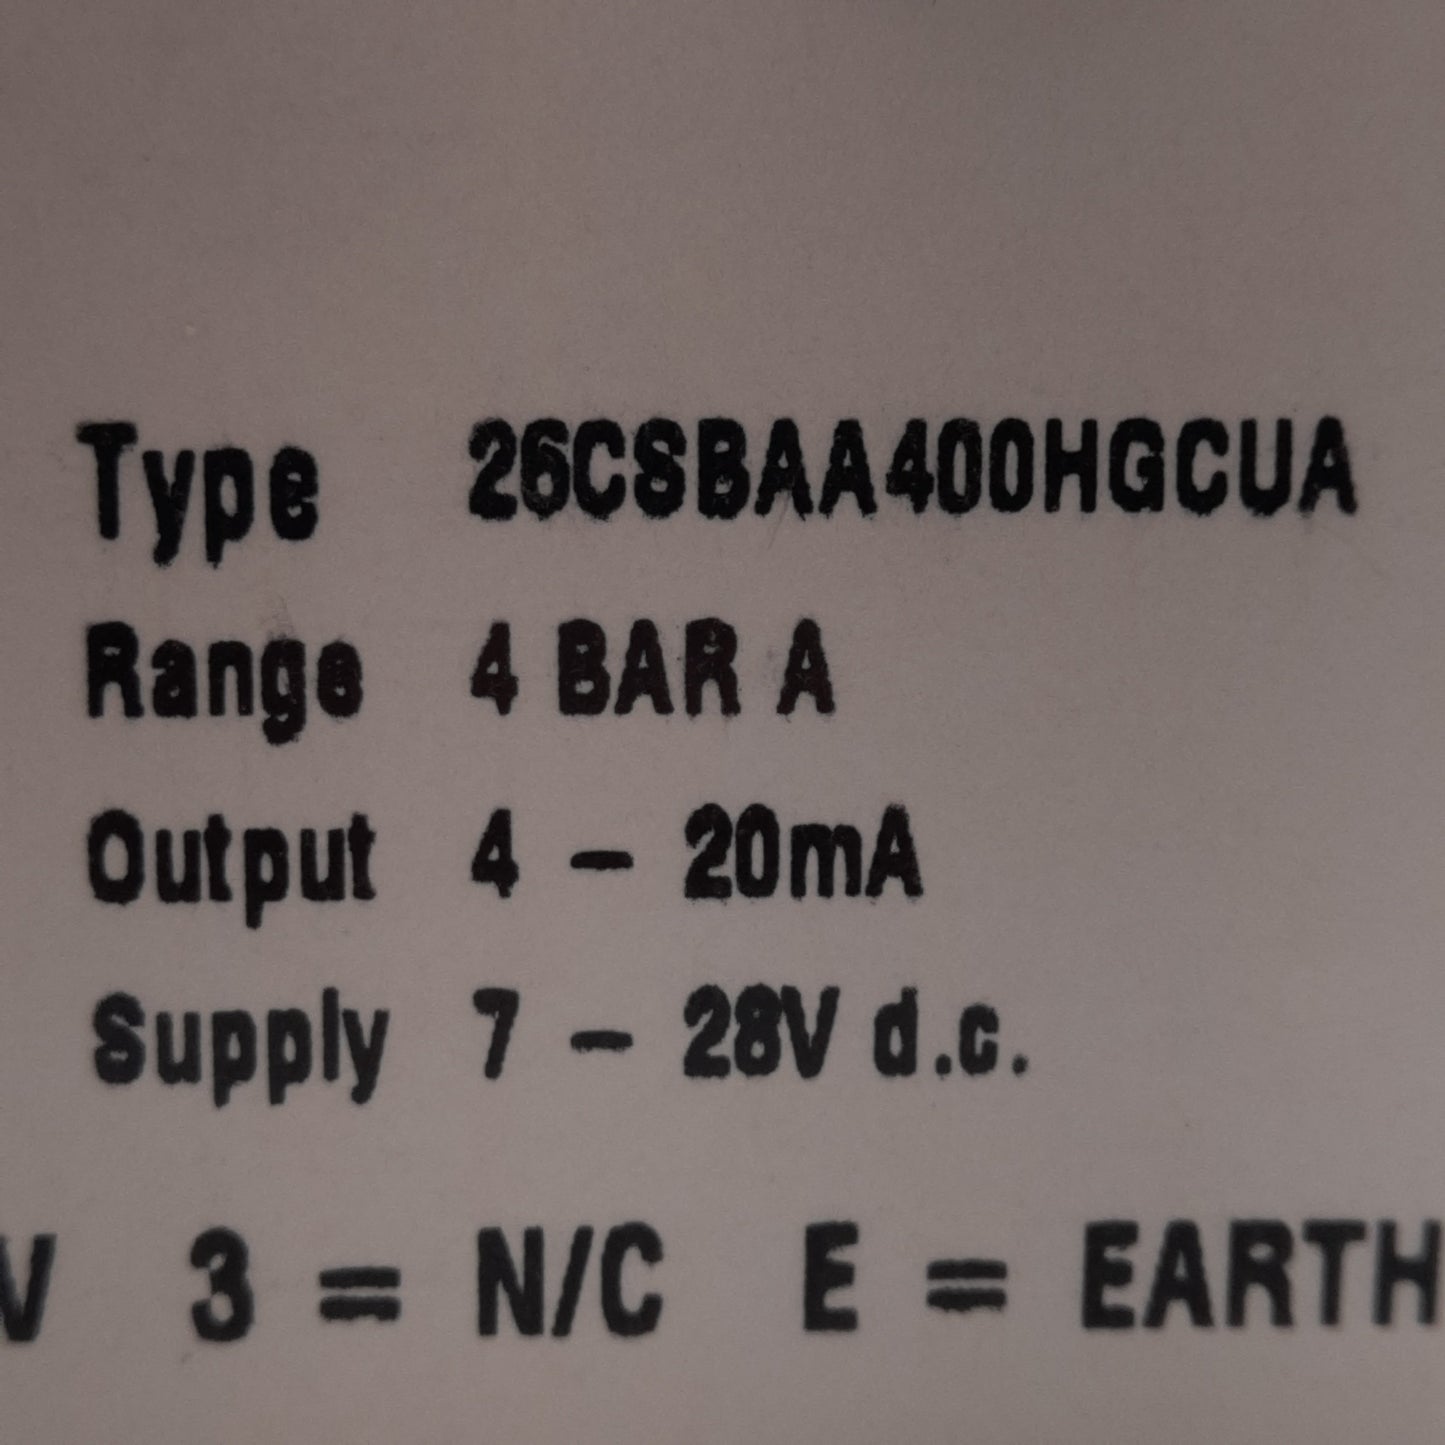 Type 26CSBAA400HGCUA
Range 4 BAR A
Output 4 – 20mA
Supply 7 – 28V d.c.
V 3 = N/C E = EARTH